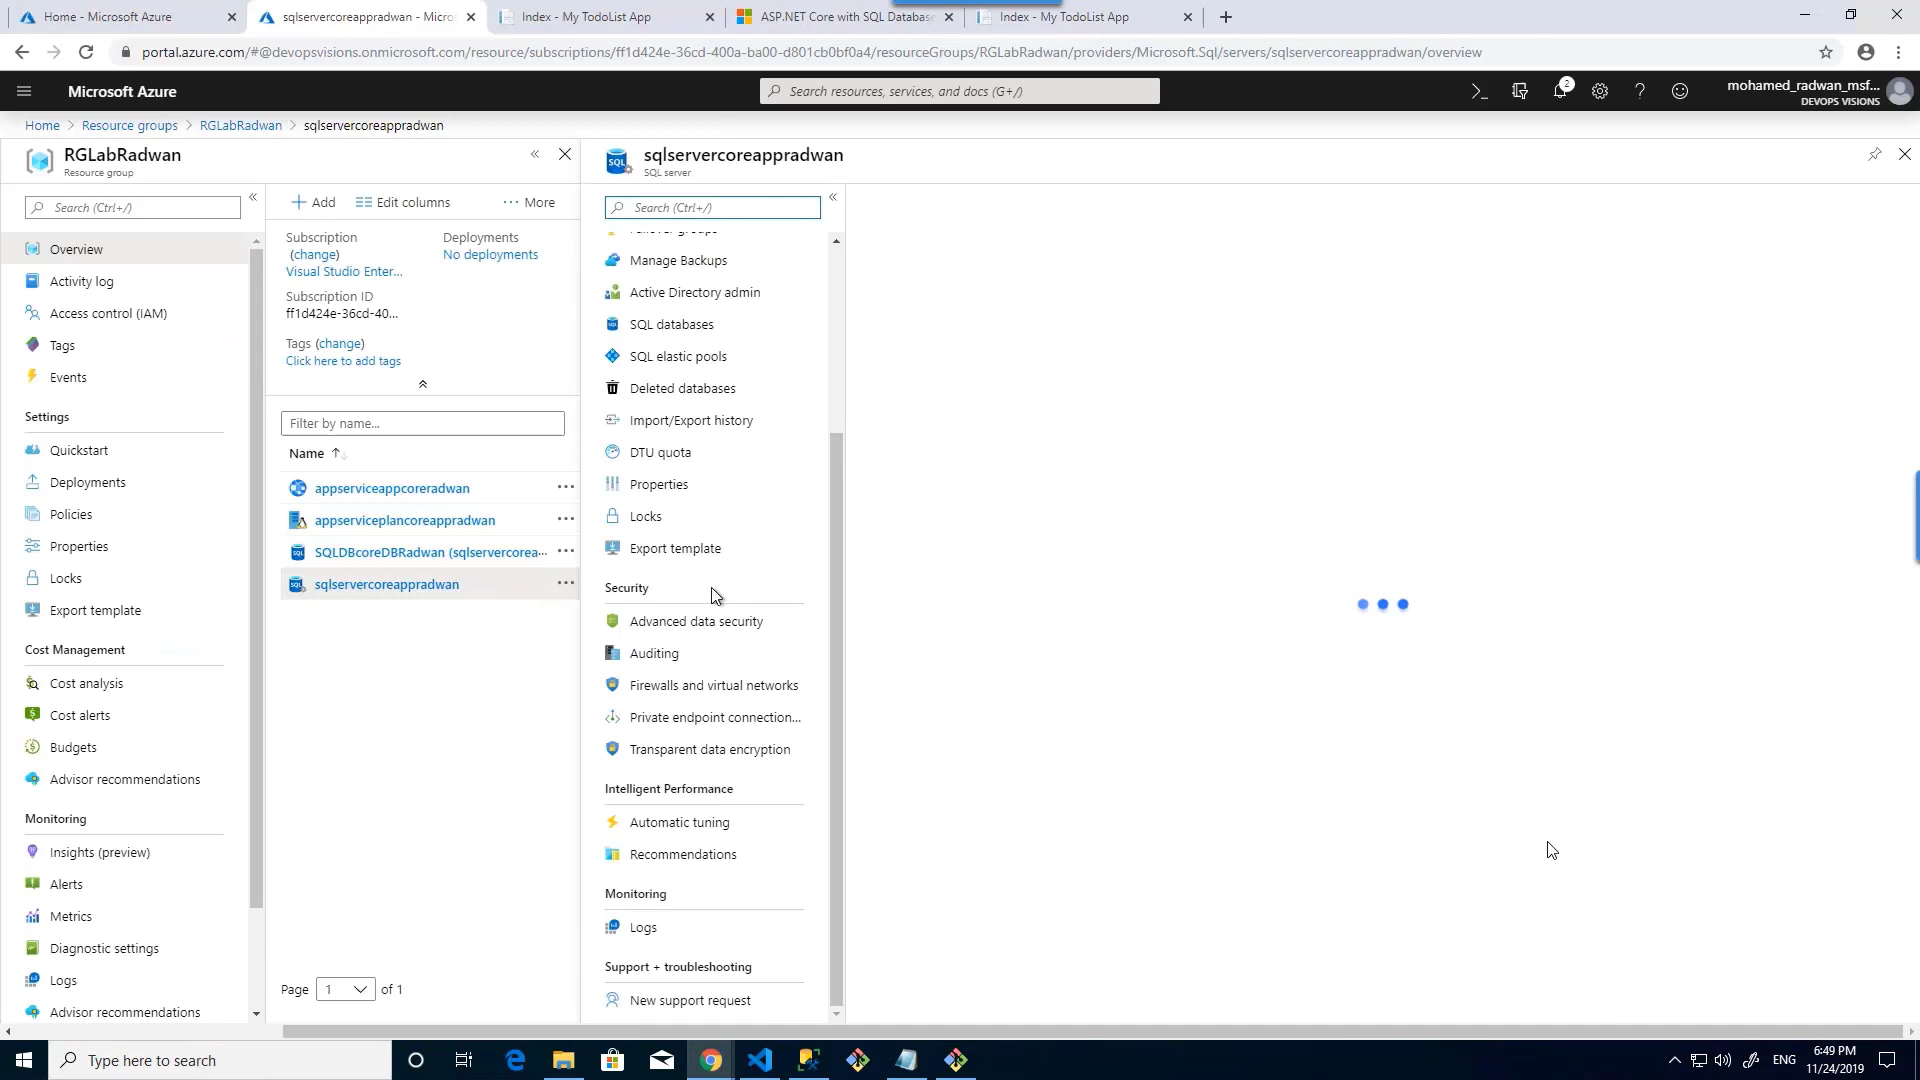 Home - Microsoft Azure
sqlservercoreappradwan - Micros
Index - My TodoList App
ASP.NET Core with SQL Database
Index - My TodoList App
portal.azure.com/#@devopsvisions.onmicrosoft.com/resource/subscriptions/ff1d424e-36cd-400a-ba00-d801cb0bf0a4/resourceGroups/RGLabRadwan/providers/Microsoft.Sql/servers/sqlservercoreappradwan/overview
Microsoft Azure
Search resources, services, and docs (G+/)
2
mohamed_radwan_msf...
DEVOPS VISIONS
Home > Resource groups > RGLabRadwan > sqlservercoreappradwan
RGLabRadwan
Resource group
Search (Ctrl+/)
Overview
Activity log
Access control (IAM)
Tags
Events
Settings
Quickstart
Deployments
Policies
Properties
Locks
Export template
Cost Management
Cost analysis
Cost alerts
Budgets
Advisor recommendations
Monitoring
Insights (preview)
Alerts
Metrics
Diagnostic settings
Logs
Advisor recommendations
Add
Edit columns
More
Subscription
(change)
Visual Studio Enter...
Subscription ID
ff1d424e-36cd-40...
Deployments
No deployments
Tags (change)
Click here to add tags
Filter by name...
Name
appserviceappcoreradwan
appserviceplancoreappradwan
SQLDBcoreDBRadwan (sqlservercorea...
sqlservercoreappradwan
Page 1 of 1
SQL
sqlservercoreappradwan
SQL server
Search (Ctrl+/)
Failover groups
Manage Backups
Active Directory admin
SQL databases
SQL elastic pools
Deleted databases
Import/Export history
DTU quota
Properties
Locks
Export template
Security
Advanced data security
Auditing
Firewalls and virtual networks
Private endpoint connection...
Transparent data encryption
Intelligent Performance
Automatic tuning
Recommendations
Monitoring
Logs
Support + troubleshooting
New support request
Type here to search
ENG
6:49 PM
11/24/2019